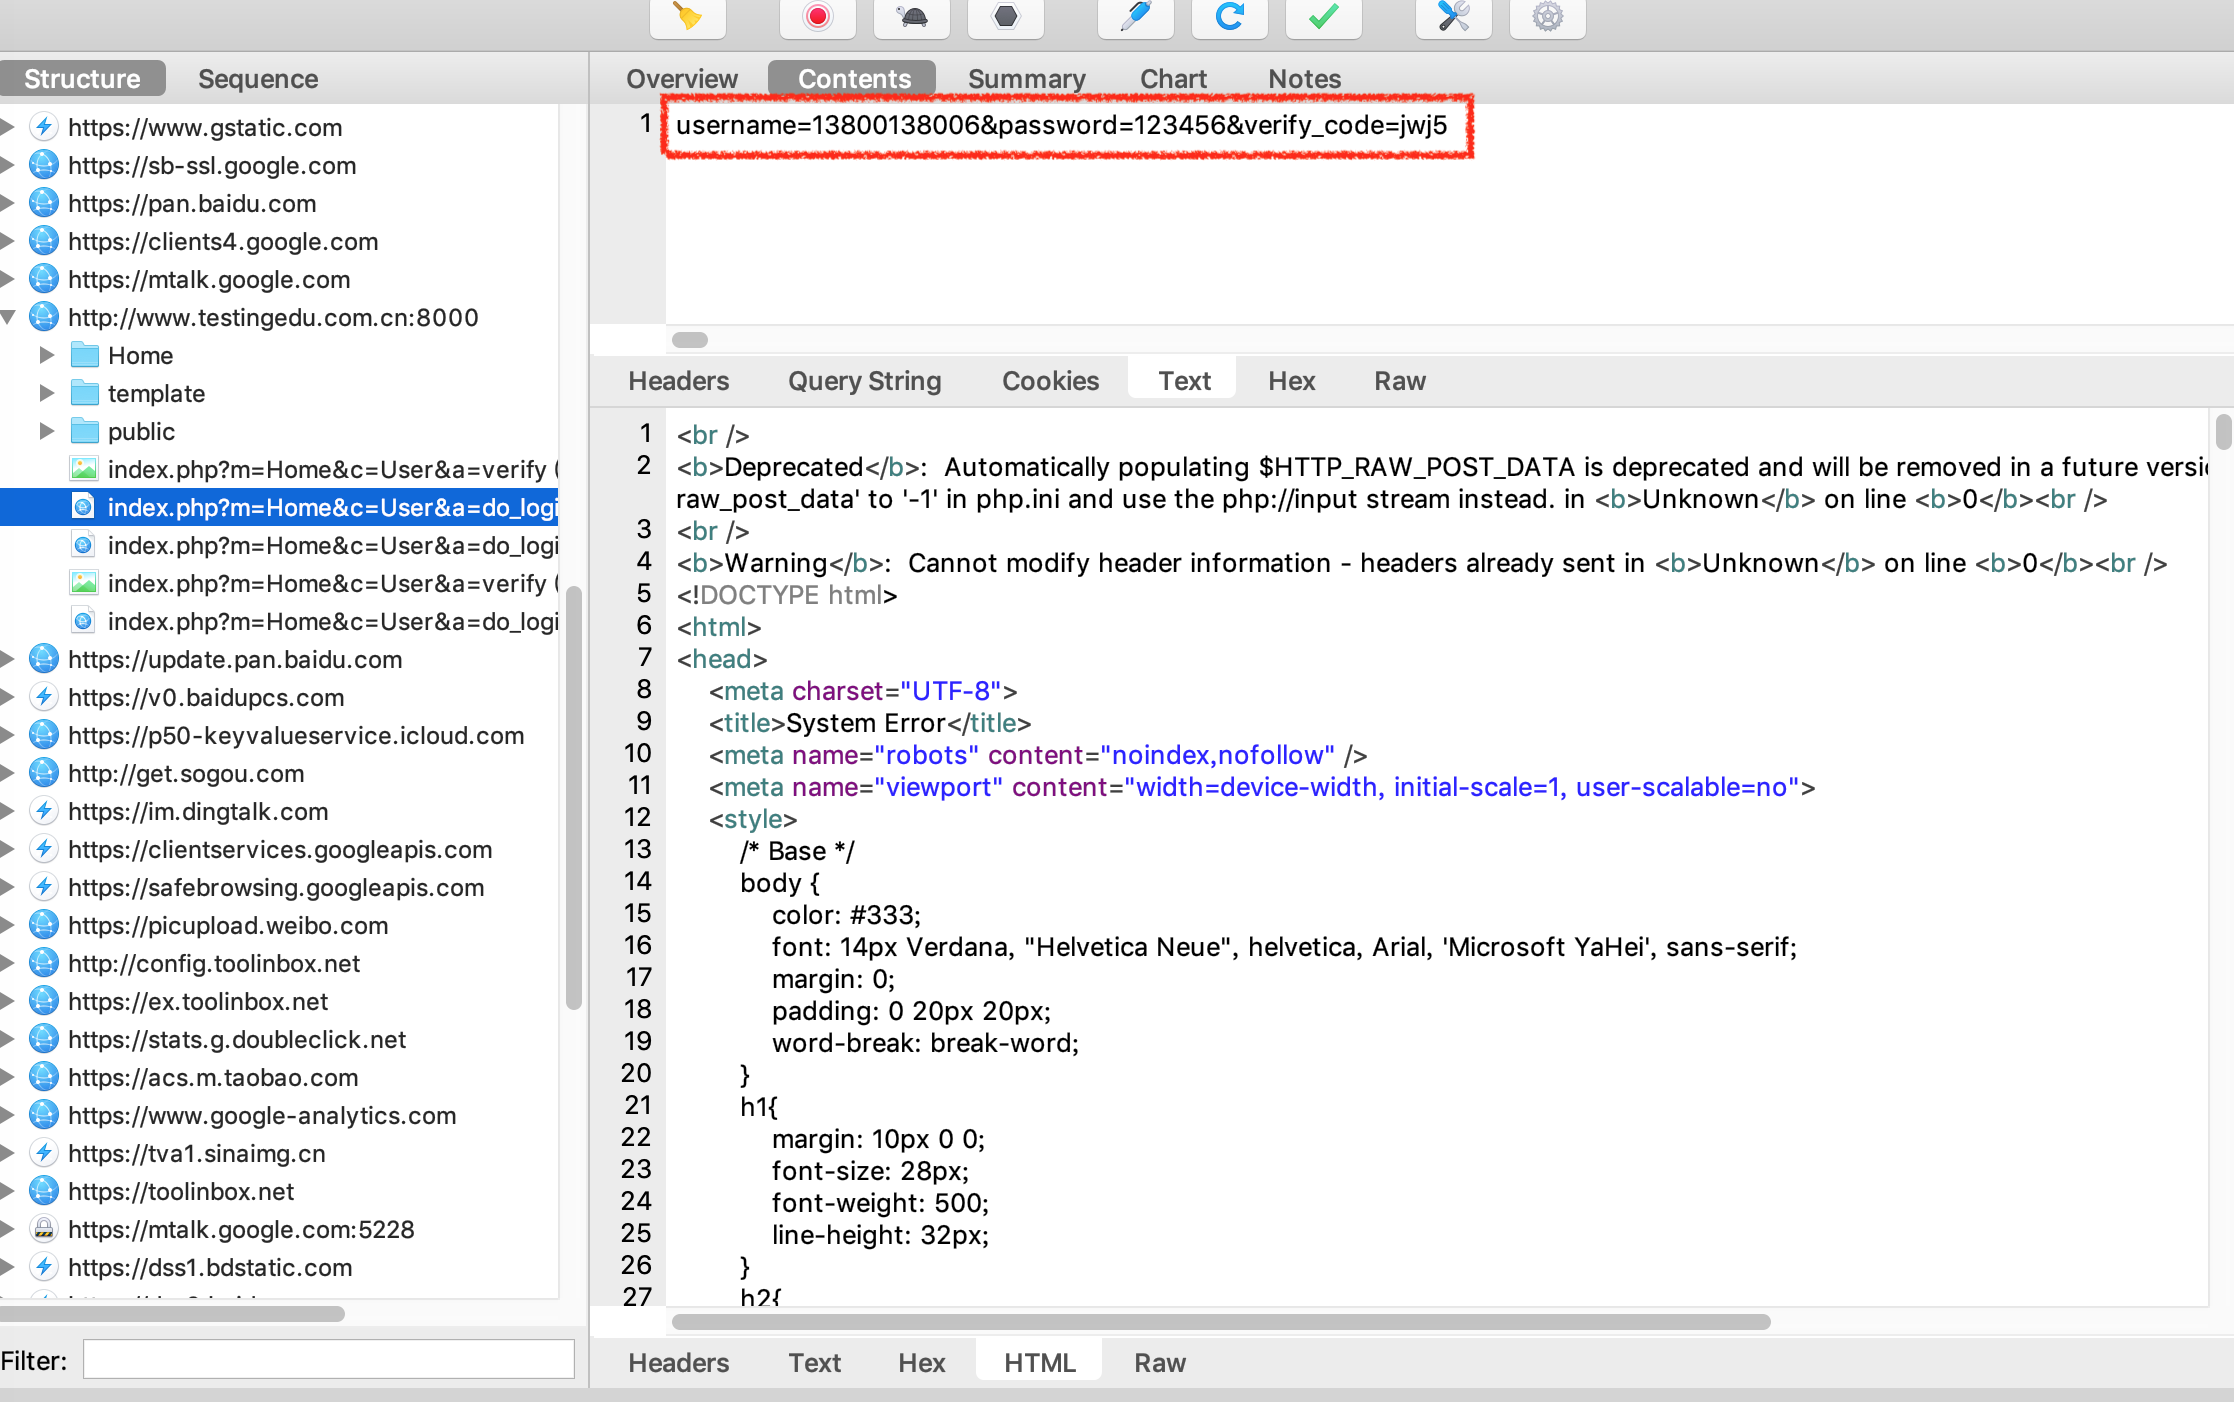 Structure
Sequence
https://www.gstatic.com
https://sb-ssl.google.com
https://pan.baidu.com
https://clients4.google.com
https://mtalk.google.com
http://www.testingedu.com.cn:8000
Home
template
public
index.php?m=Home&c=User&a=verify (
index.php?m=Home&c=User&a=do_logi
index.php?m=Home&c=User&a=do_logi
index.php?m=Home&c=User&a=verify (
index.php?m=Home&c=User&a=do_logi
https://update.pan.baidu.com
https://v0.baidupcs.com
https://p50-keyvalueservice.icloud.com
http://get.sogou.com
https://im.dingtalk.com
https://clientservices.googleapis.com
https://safebrowsing.googleapis.com
https://picupload.weibo.com
http://config.toolinbox.net
https://ex.toolinbox.net
https://stats.g.doubleclick.net
https://acs.m.taobao.com
https://www.google-analytics.com
https://tva1.sinaimg.cn
https://toolinbox.net
https://mtalk.google.com:5228
https://dss1.bdstatic.com
Filter:
Overview Contents Summary Chart Notes
1 username=13800138006&password=123456&verify_code=jwj5
Headers Query String Cookies Text Hex Raw
1 <br />
2 <b>Deprecated</b>:  Automatically populating $HTTP_RAW_POST_DATA is deprecated and will be removed in a future versi
raw_post_data' to '-1' in php.ini and use the php://input stream instead. in <b>Unknown</b> on line <b>0</b><br />
3 <br />
4 <b>Warning</b>:  Cannot modify header information - headers already sent in <b>Unknown</b> on line <b>0</b><br />
5 <!DOCTYPE html>
6 <html>
7 <head>
8 <meta charset="UTF-8">
9 <title>System Error</title>
10 <meta name="robots" content="noindex,nofollow" />
11 <meta name="viewport" content="width=device-width, initial-scale=1, user-scalable=no">
12 <style>
13 /* Base */
14 body {
15 color: #333;
16 font: 14px Verdana, "Helvetica Neue", helvetica, Arial, 'Microsoft YaHei', sans-serif;
17 margin: 0;
18 padding: 0 20px 20px;
19 word-break: break-word;
20 }
21 h1{
22 margin: 10px 0 0;
23 font-size: 28px;
24 font-weight: 500;
25 line-height: 32px;
26 }
27 h2{
Headers Text Hex HTML Raw